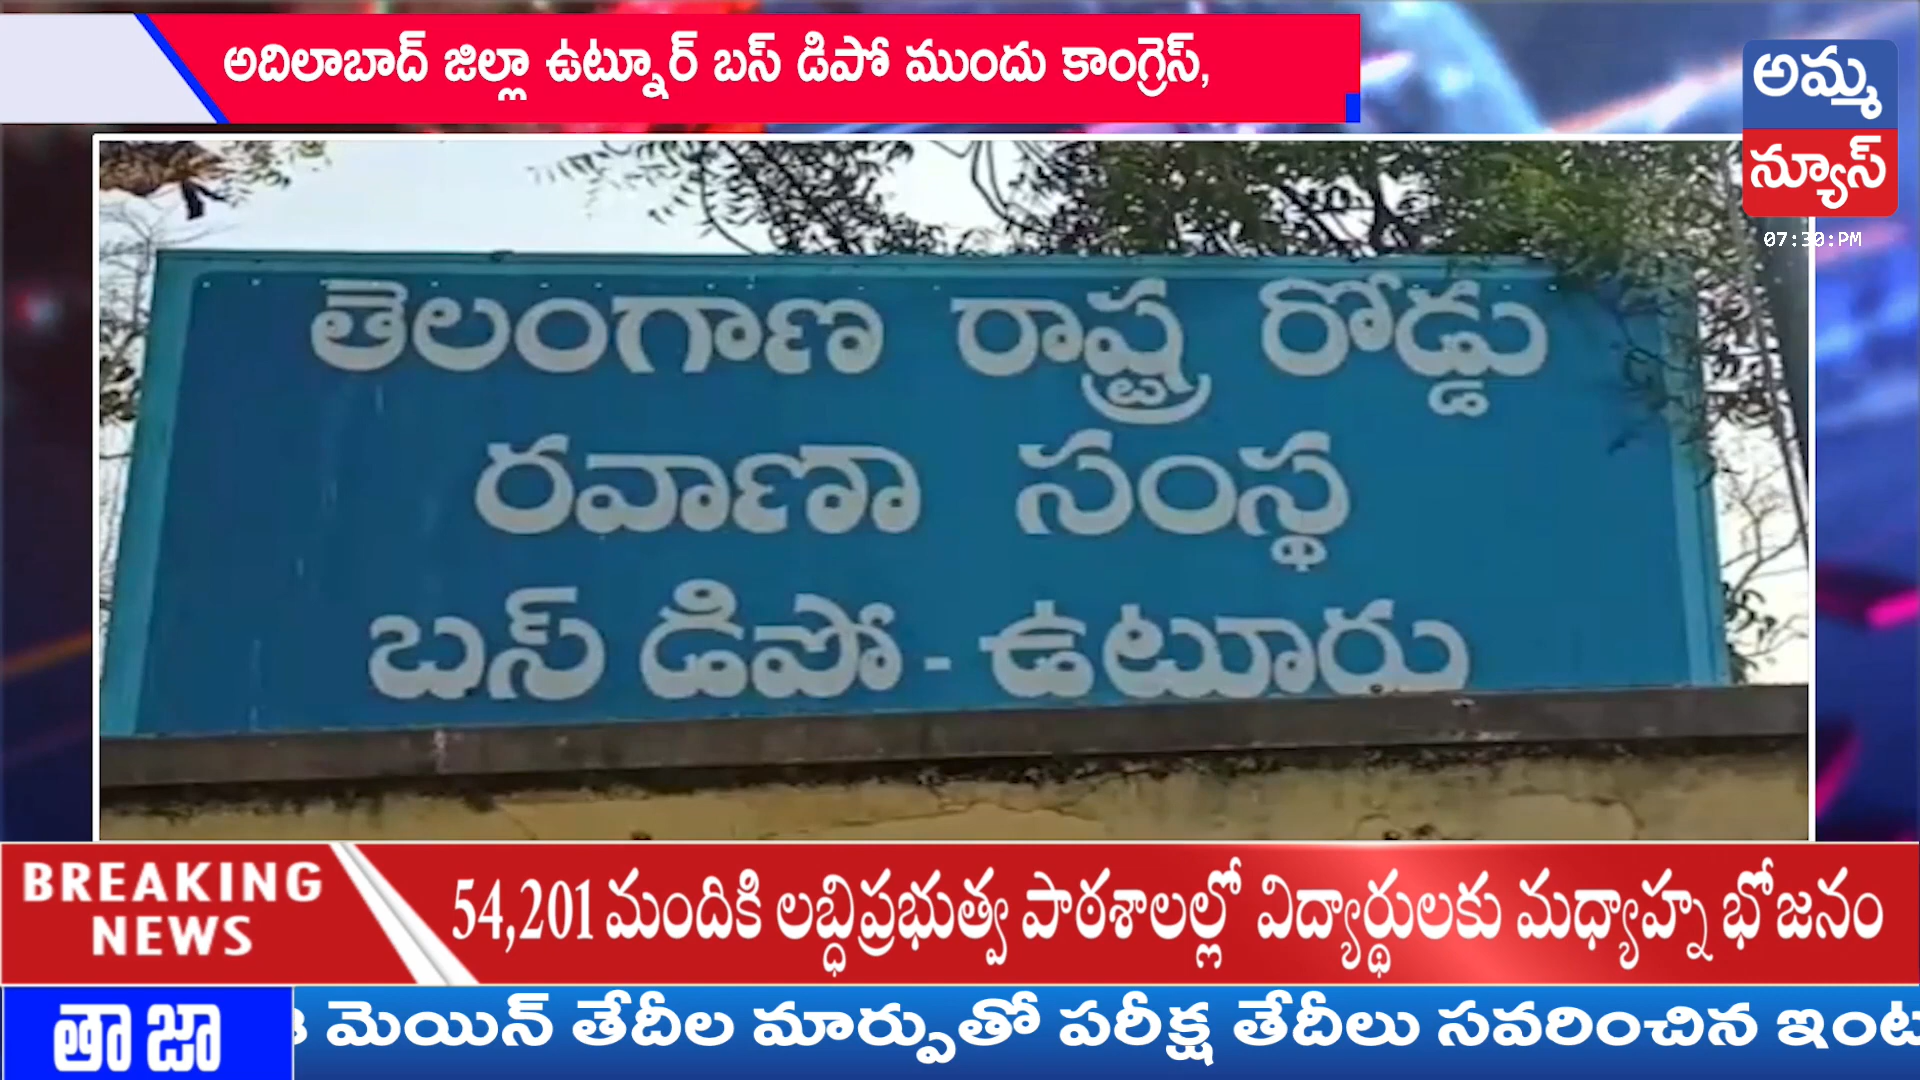 అదిలాబాద్ జిల్లా ఉట్నూర్ బస్ డిపో ముందు కాంగ్రెస్,
అమ్మ
న్యూస్
07:30:PM
తెలంగాణ రాష్ట్ర రోడ్డు
రవాణా సంస్థ
బస్ డిపో - ఉటూరు
BREAKING
NEWS
54,201 మందికి లబ్ధిప్రభుత్వ పాఠశాలల్లో విద్యార్థులకు మధ్యాహ్న భోజనం
తాజా
మెయిన్ తేదీల మార్పుతో పరీక్ష తేదీలు సవరించిన ఇంట